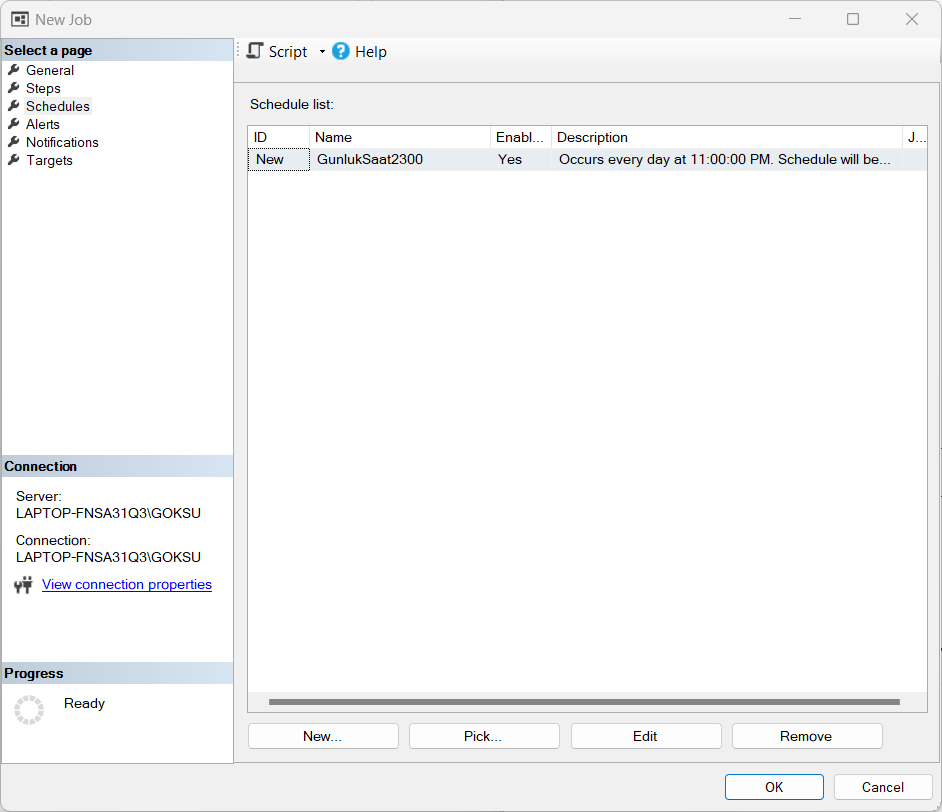 New Job
Select a page
General
Steps
Schedules
Alerts
Notifications
Targets
Script
Help
Schedule list:
ID Name Enabl... Description J...
New GunlukSaat2300 Yes Occurs every day at 11:00:00 PM. Schedule will be...
Connection
Server:
LAPTOP-FNSA31Q3\GOKSU
Connection:
LAPTOP-FNSA31Q3\GOKSU
View connection properties
Progress
Ready
New... Pick... Edit Remove
OK Cancel